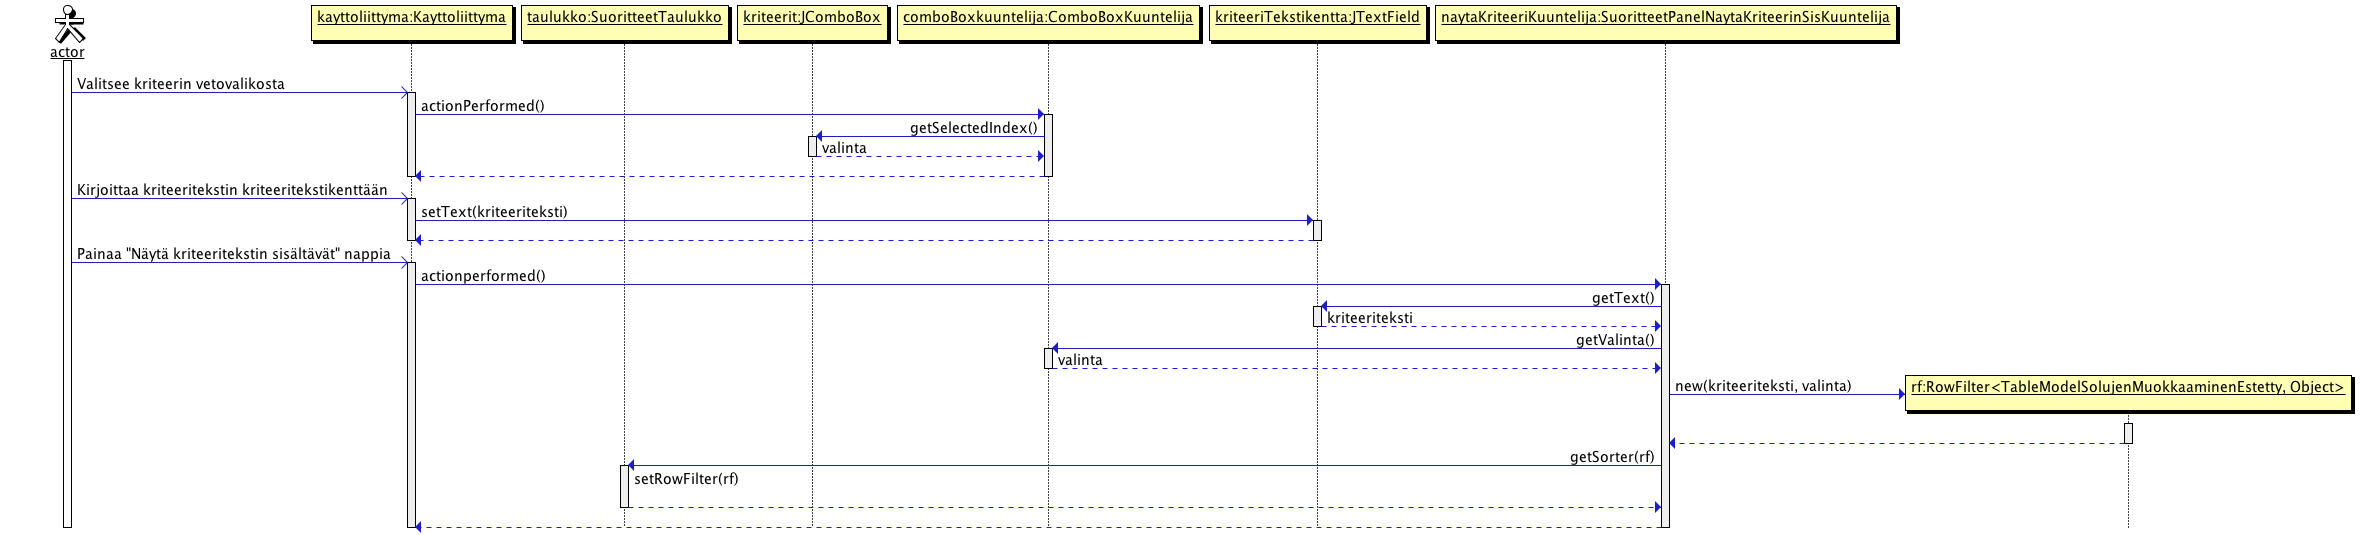 actor
kayttoliittyma:Kayttoliittyma
taulukko:SuoritteetTaulukko
kriteerit:JComboBox
comboBoxkuuntelija:ComboBoxKuuntelija
kriteeriTekstikentta:JTextField
naytaKriteeriKuuntelija:SuoritteetPanelNaytaKriteerinSisKuuntelija
Valitsee kriteerin vetovalikosta
actionPerformed()
getSelectedIndex()
valinta
Kirjoittaa kriteeritekstin kriteeritekstikenttään
setText(kriteeriteksti)
Painaa "Näytä kriteeritekstin sisältävät" nappia
actionperformed()
getText()
kriteeriteksti
getValinta()
valinta
new(kriteeriteksti, valinta)
rf:RowFilter<TableModelSolujenMuokkaaminenEstetty, Object>
getSorter(rf)
setRowFilter(rf)